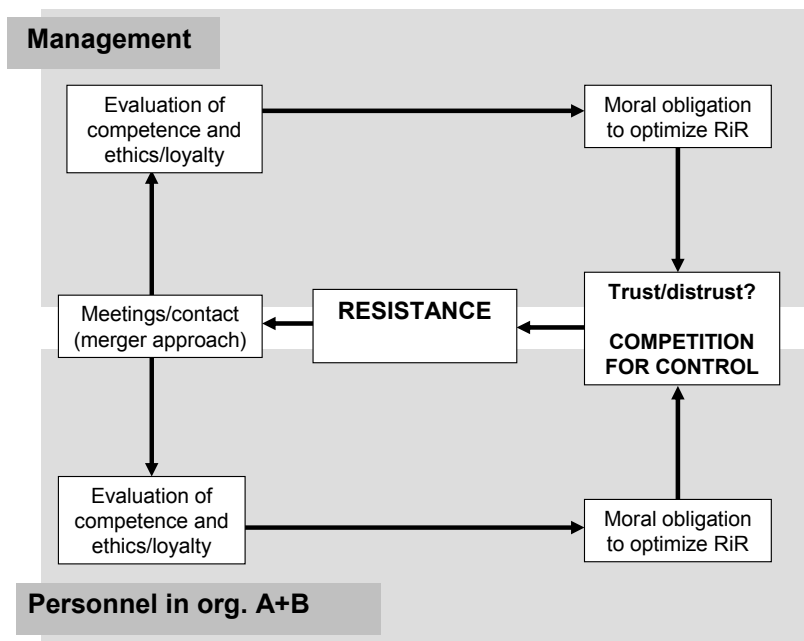 Management
Evaluation of
competence and
ethics/loyalty
Moral obligation
to optimize RiR
Meetings/contact
(merger approach)
RESISTANCE
Trust/distrust?
COMPETITION
FOR CONTROL
Evaluation of
competence and
ethics/loyalty
Moral obligation
to optimize RiR
Personnel in org. A+B